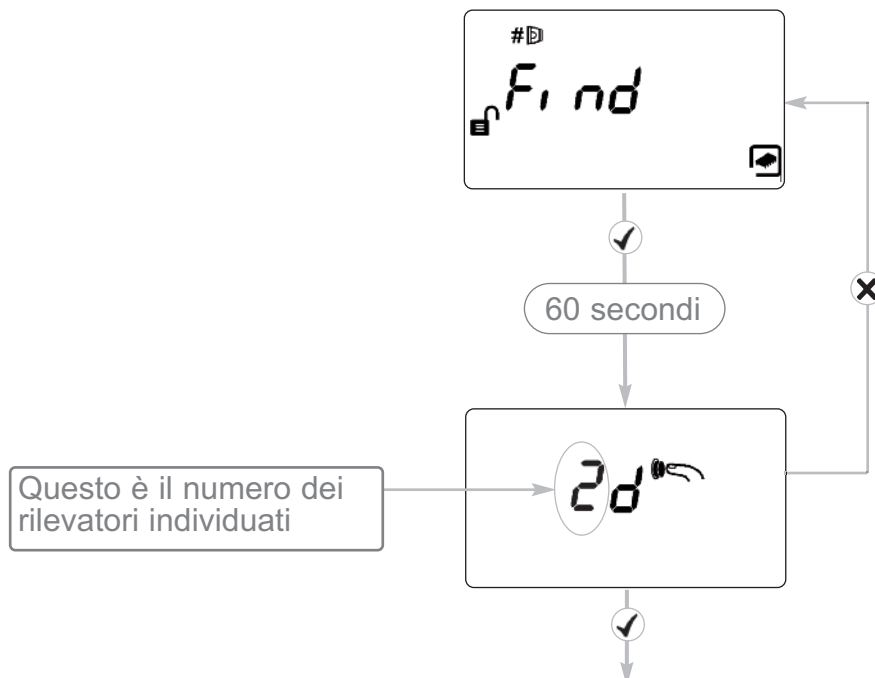 #
Find
60 secondi
2d
Questo è il numero dei
rilevatori individuati